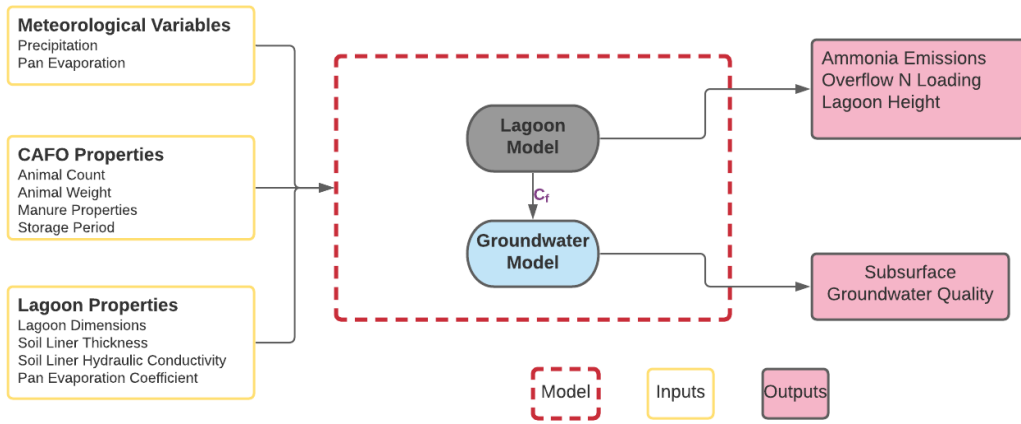 Meteorological Variables
Precipitation
Pan Evaporation
CAFO Properties
Animal Count
Animal Weight
Manure Properties
Storage Period
Lagoon Properties
Lagoon Dimensions
Soil Liner Thickness
Soil Liner Hydraulic Conductivity
Pan Evaporation Coefficient
Lagoon
Model
Cf
Groundwater
Model
Ammonia Emissions
Overflow N Loading
Lagoon Height
Subsurface
Groundwater Quality
Model
Inputs
Outputs